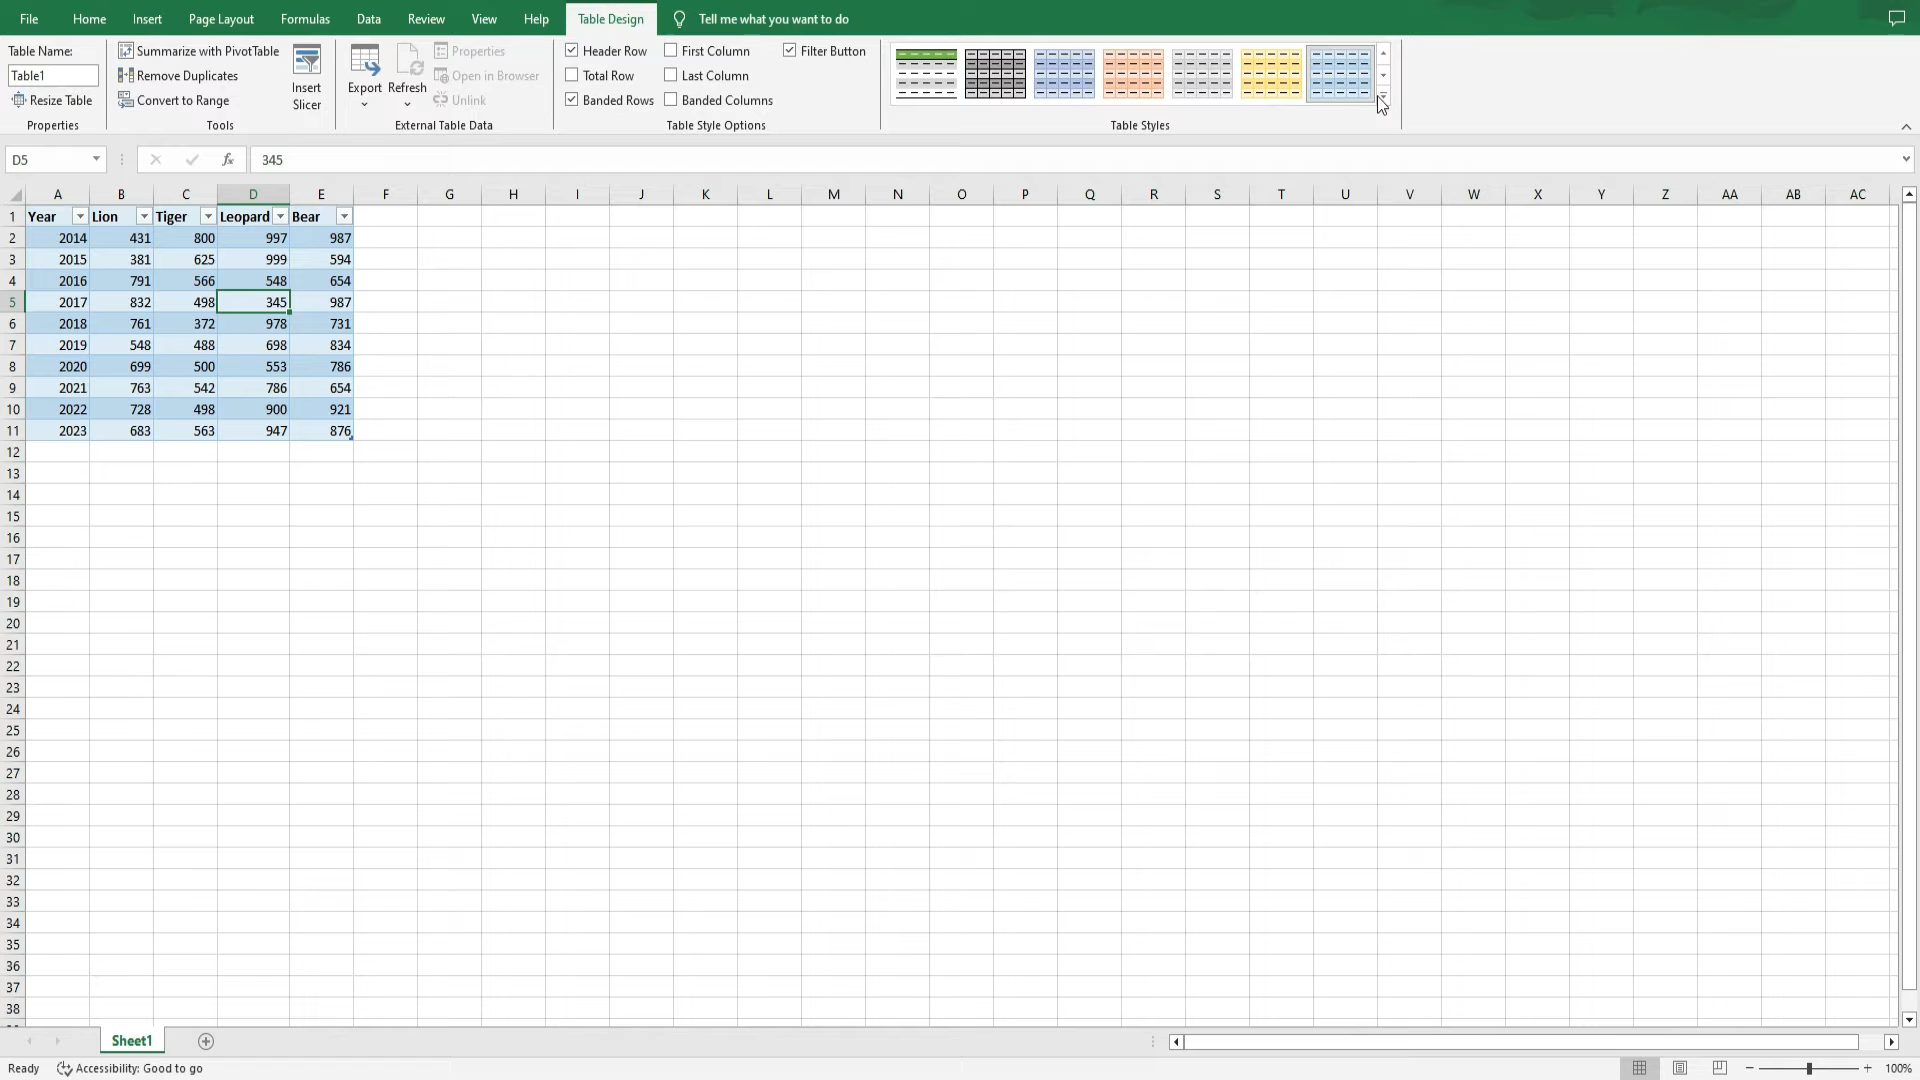 File Home Insert Page Layout Formulas Data Review View Help Table Design Tell me what you want to do
Table Name:
Table1
Resize Table
Properties
Summarize with PivotTable
Remove Duplicates
Convert to Range
Insert
Slicer
Tools
Export
Refresh
Properties
Open in Browser
Unlink
External Table Data
Header Row First Column Filter Button
Total Row Last Column
Banded Rows Banded Columns
Table Style Options
Table Styles
D5 fx 345
A B C D E F G H I J K L M N O P Q R S T U V W X Y Z AA AB AC
1 Year Lion Tiger Leopard Bear
2 2014 431 800 997 987
3 2015 381 625 999 594
4 2016 791 566 548 654
5 2017 832 498 345 987
6 2018 761 372 978 731
7 2019 548 488 698 834
8 2020 699 500 553 786
9 2021 763 542 786 654
10 2022 728 498 900 921
11 2023 683 563 947 876
12
13
14
15
16
17
18
19
20
21
22
23
24
25
26
27
28
29
30
31
32
33
34
35
36
37
38
Sheet1
Ready Accessibility: Good to go 100%